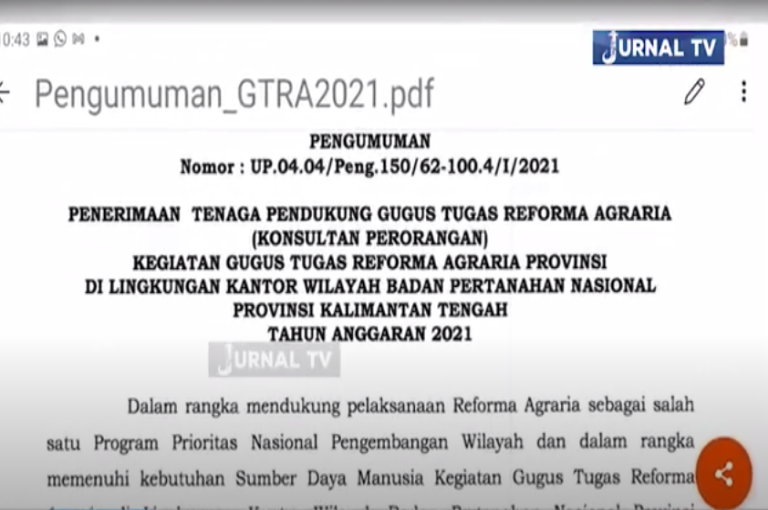 0:43
JURNAL TV
Pengumuman_GTRA2021.pdf
PENGUMUMAN
Nomor : UP.04.04/Peng.150/62-100.4/I/2021
PENERIMAAN TENAGA PENDUKUNG GUGUS TUGAS REFORMA AGRARIA
(KONSULTAN PERORANGAN)
KEGIATAN GUGUS TUGAS REFORMA AGRARIA PROVINSI
DI LINGKUNGAN KANTOR WILAYAH BADAN PERTANAHAN NASIONAL
PROVINSI KALIMANTAN TENGAH
TAHUN ANGGARAN 2021
JURNAL TV
Dalam rangka mendukung pelaksanaan Reforma Agraria sebagai salah
satu Program Prioritas Nasional Pengembangan Wilayah dan dalam rangka
memenuhi kebutuhan Sumber Daya Manusia Kegiatan Gugus Tugas Reforma